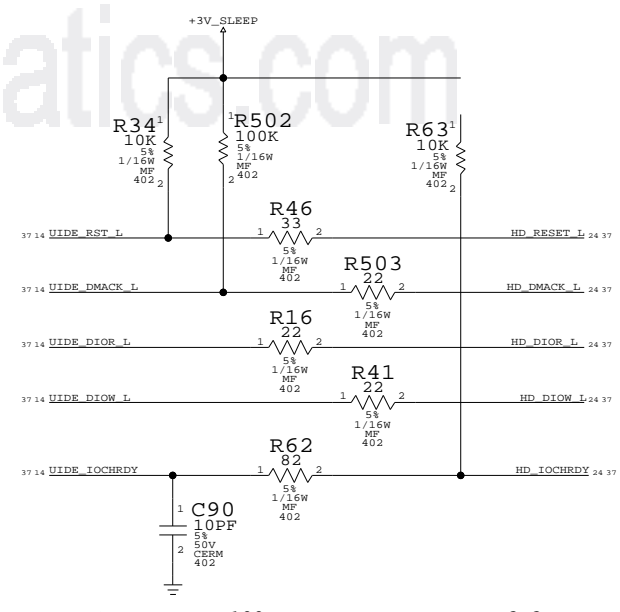 atics.com
+3V_SLEEP
R34
1
10K
5%
1/16W
MF
402
2
1
R502
100K
5%
1/16W
MF
402
2
R63
1
10K
5%
1/16W
MF
402
2
37 14 UIDE_RST_L
R46
33
1 2
5%
1/16W
MF
402
HD_RESET_L 24 37
37 14 UIDE_DMACK_L
R503
22
1 2
5%
1/16W
MF
402
HD_DMACK_L 24 37
37 14 UIDE_DIOR_L
R16
22
1 2
5%
1/16W
MF
402
HD_DIOR_L 24 37
37 14 UIDE_DIOW_L
R41
22
1 2
5%
1/16W
MF
402
HD_DIOW_L 24 37
37 14 UIDE_IOCHRDY
R62
82
1 2
5%
1/16W
MF
402
HD_IOCHRDY 24 37
1
C90
10PF
5%
50V
CERM
402
2